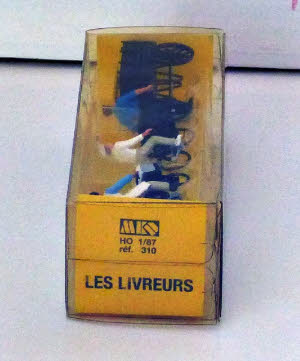 MKD
HO 1/87
réf. 310
LES LIVREURS